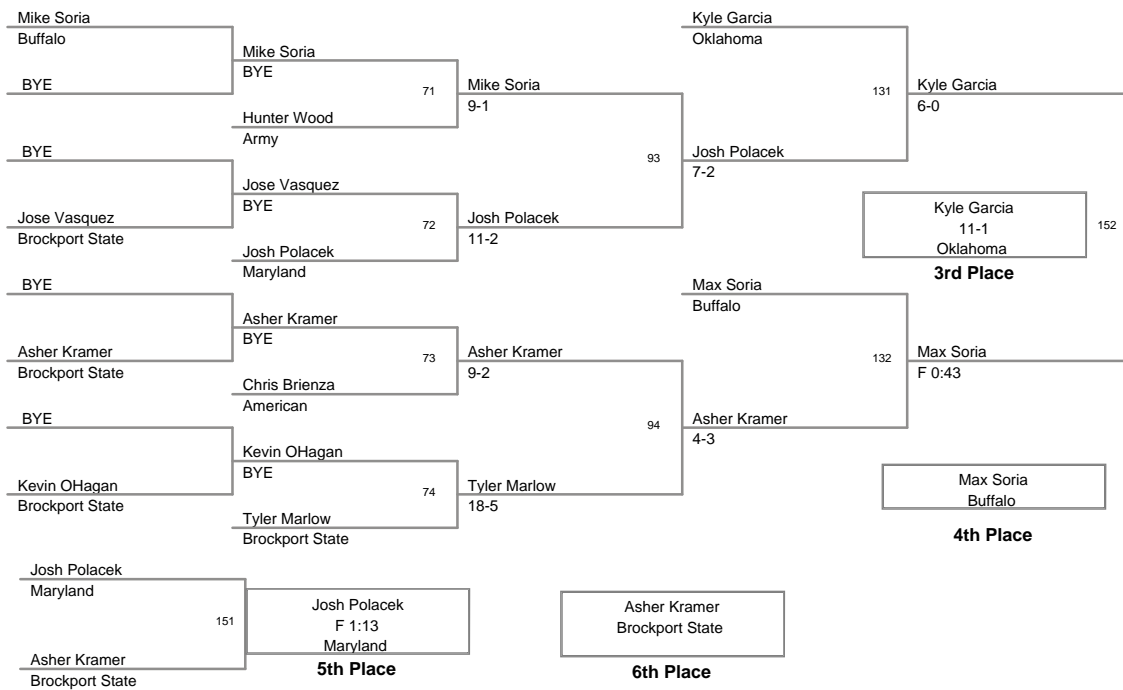 Mike Soria
Buffalo
BYE
BYE
Jose Vasquez
Brockport State
BYE
Asher Kramer
Brockport State
BYE
Kevin OHagan
Brockport State
Mike Soria
BYE
71
Hunter Wood
Army
Jose Vasquez
BYE
72
Josh Polacek
Maryland
Asher Kramer
BYE
73
Chris Brienza
American
Kevin OHagan
BYE
74
Tyler Marlow
Brockport State
Mike Soria
9-1
93
Josh Polacek
11-2
Asher Kramer
9-2
94
Tyler Marlow
18-5
Kyle Garcia
Oklahoma
131
Josh Polacek
7-2
Max Soria
Buffalo
132
Asher Kramer
4-3
Kyle Garcia
6-0
Kyle Garcia
11-1
Oklahoma
152
3rd Place
Max Soria
F 0:43
Max Soria
Buffalo
4th Place
Josh Polacek
Maryland
151
Asher Kramer
Brockport State
Josh Polacek
F 1:13
Maryland
5th Place
Asher Kramer
Brockport State
6th Place